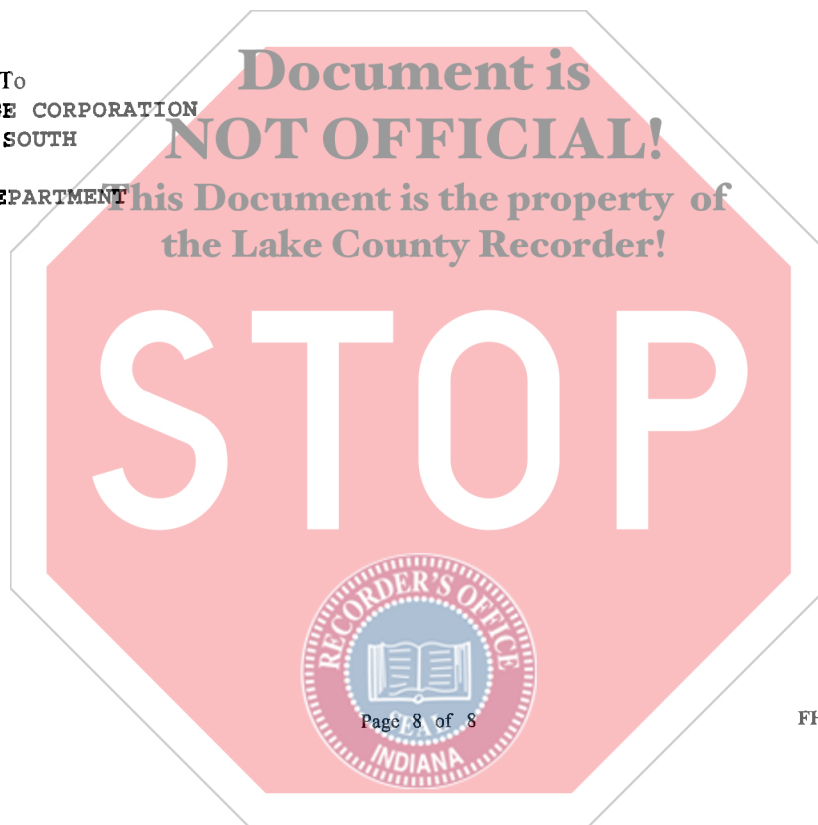 Document is
To
E CORPORATION
NOT OFFICIAL!
SOUTH
EPARTMENT
This Document is the property of
the Lake County Recorder!
STOP
RECORDER'S OFFICE
Page 8 of 8
SEAL
INDIANA
FH